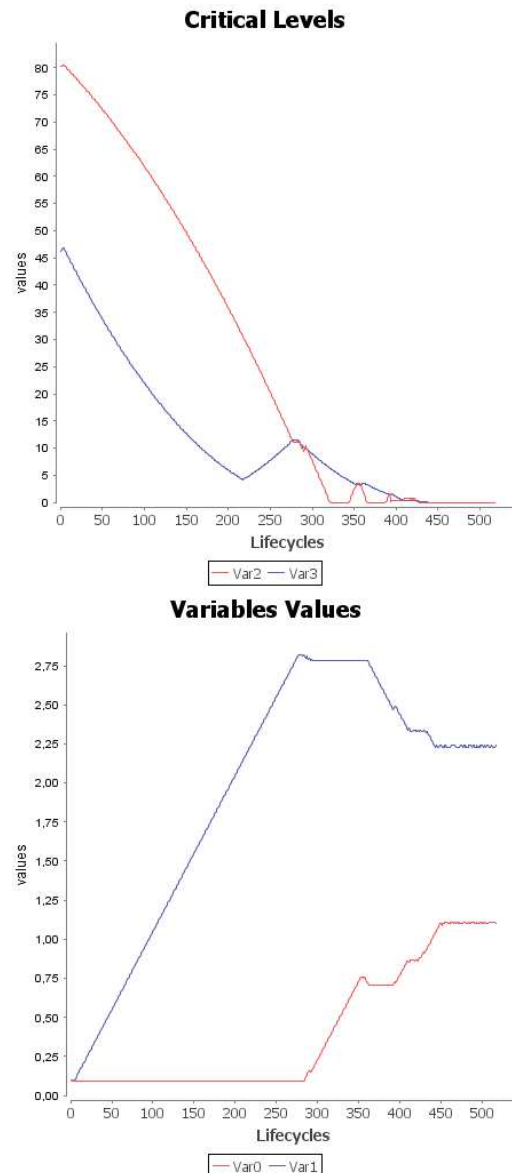 Critical Levels
80
75
70
65
60
55
50
45
40
35
30
25
20
15
10
5
0
values
0 50 100 150 200 250 300 350 400 450 500
Lifecycles
Var2 Var3
Variables Values
2,75
2,50
2,25
2,00
1,75
1,50
1,25
1,00
0,75
0,50
0,25
0,00
values
0 50 100 150 200 250 300 350 400 450 500
Lifecycles
Var0 Var1